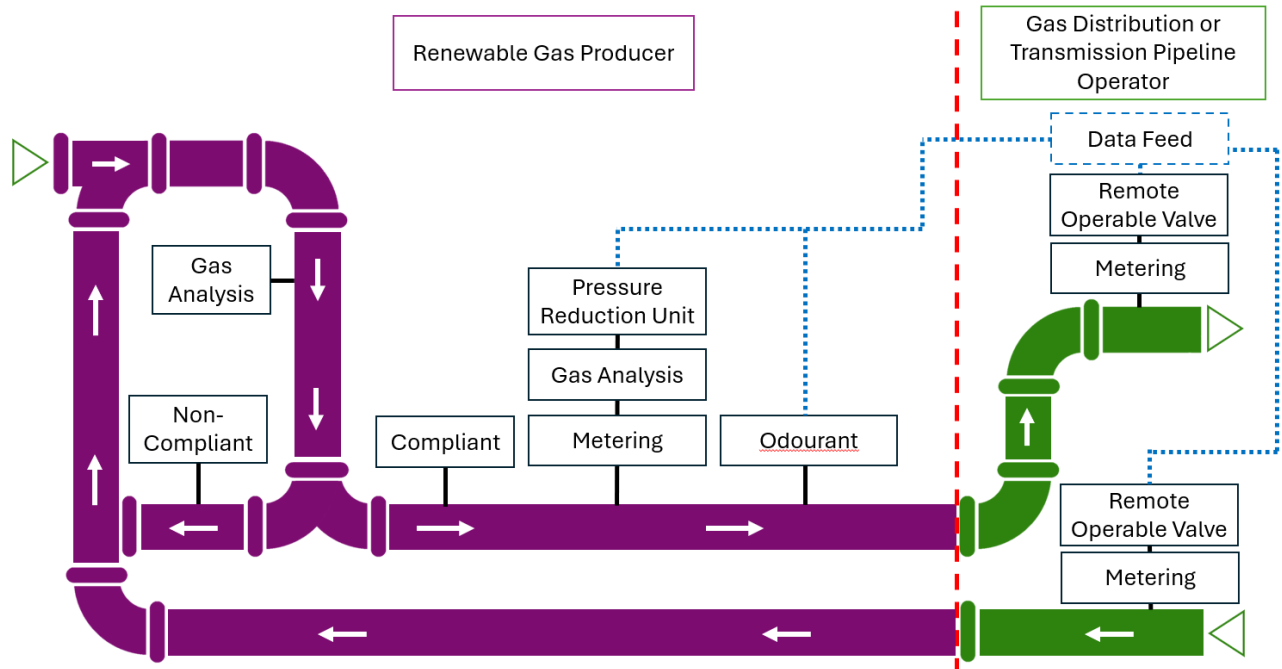 Renewable Gas Producer
Gas Distribution or
Transmission Pipeline
Operator
Data Feed
Remote
Operable Valve
Metering
Gas
Analysis
Pressure
Reduction Unit
Gas Analysis
Metering
Non-
Compliant
Compliant
Odourant
Remote
Operable Valve
Metering